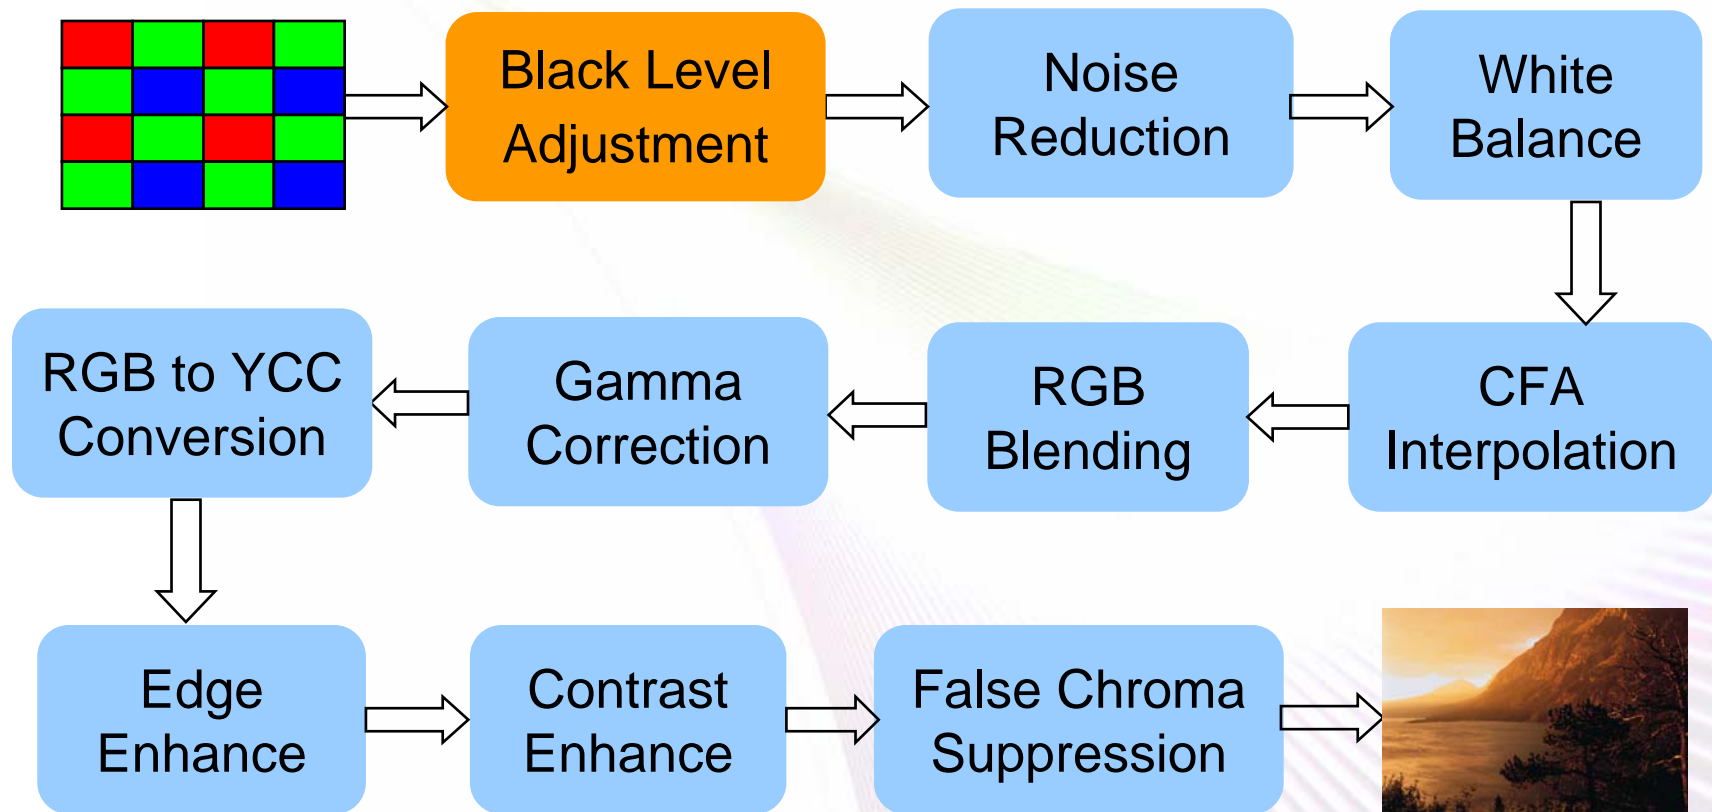 Black Level
Adjustment
Noise
Reduction
White
Balance
RGB to YCC
Conversion
Gamma
Correction
RGB
Blending
CFA
Interpolation
Edge
Enhance
Contrast
Enhance
False Chroma
Suppression